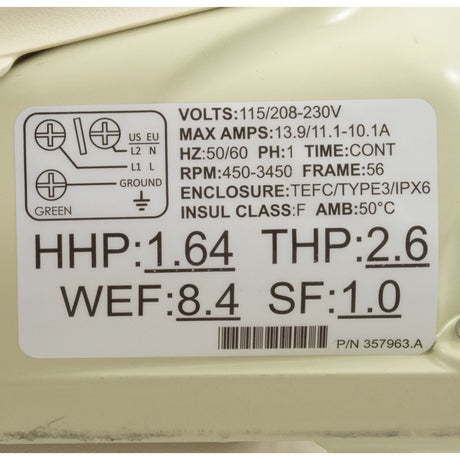 US EU
L2 N
L1 L
GROUND
GREEN
VOLTS:115/208-230V
MAX AMPS:13.9/11.1-10.1A
HZ:50/60 PH:1 TIME:CONT
RPM:450-3450 FRAME:56
ENCLOSURE:TEFC/TYPE3/IPX6
INSUL CLASS:F AMB:50°C
HHP:1.64 THP:2.6
WEF:8.4 SF:1.0
P/N 357963.A